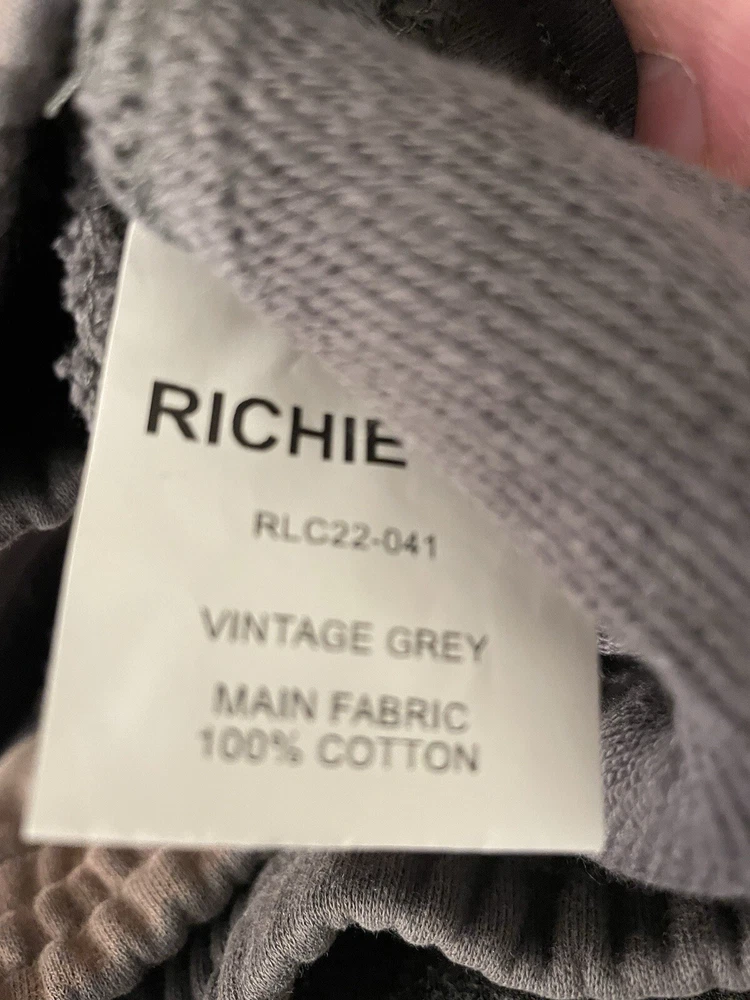 RICHIE
RLC22-041
VINTAGE GREY
MAIN FABRIC
100% COTTON